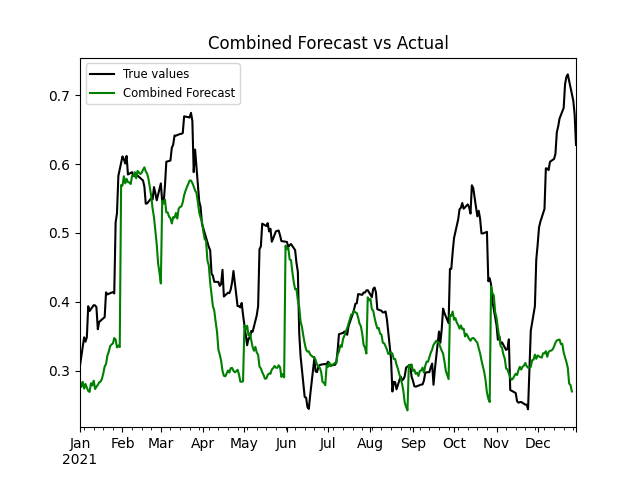 Combined Forecast vs Actual
True values
Combined Forecast
0.7
0.6
0.5
0.4
0.3
Jan Feb Mar Apr May Jun Jul Aug Sep Oct Nov Dec
2021